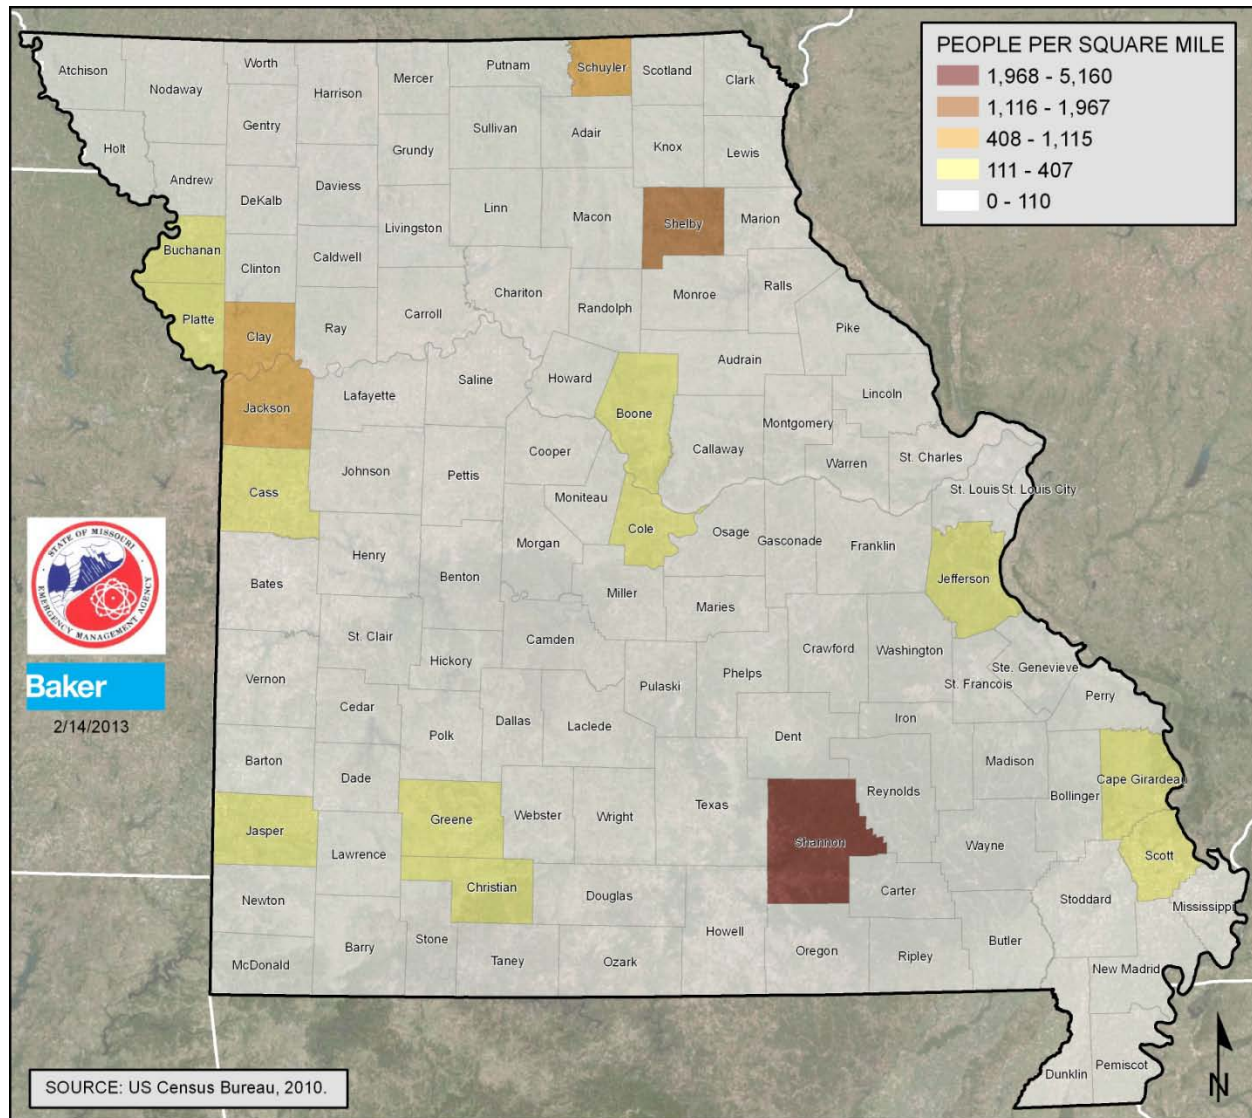 PEOPLE PER SQUARE MILE
1,968 - 5,160
1,116 - 1,967
408 - 1,115
111 - 407
0 - 110
Atchison
Nodaway
Worth
Harrison
Mercer
Putnam
Schuyler
Scotland
Clark
Holt
Gentry
Grundy
Sullivan
Adair
Knox
Lewis
Andrew
DeKalb
Daviess
Livingston
Linn
Macon
Shelby
Marion
Buchanan
Clinton
Caldwell
Chariton
Randolph
Monroe
Ralls
Pike
Platte
Clay
Ray
Carroll
Audrain
Jackson
Lafayette
Saline
Howard
Boone
Lincoln
Montgomery
Callaway
Cooper
Warren
St. Charles
Cass
Johnson
Pettis
Moniteau
St. Louis
St. Louis City
Cole
Osage
Gasconade
Franklin
Morgan
Henry
Bates
Benton
Miller
Maries
Jefferson
St. Clair
Camden
Hickory
Crawford
Washington
Ste. Genevieve
St. Francois
Vernon
Pulaski
Phelps
Perry
Cedar
Dallas
Laclede
Iron
Polk
Dent
Barton
Dade
Madison
Cape Girardeau
Bollinger
Reynolds
Texas
Jasper
Greene
Webster
Wright
Shannon
Wayne
Lawrence
Scott
Christian
Newton
Douglas
Carter
Stoddard
Mississippi
Howell
Stone
Barry
Taney
Ozark
Oregon
Ripley
Butler
McDonald
New Madrid
Dunklin
Pemiscot
STATE OF MISSOURI
EMERGENCY MANAGEMENT AGENCY
Baker
2/14/2013
SOURCE: US Census Bureau, 2010.
N